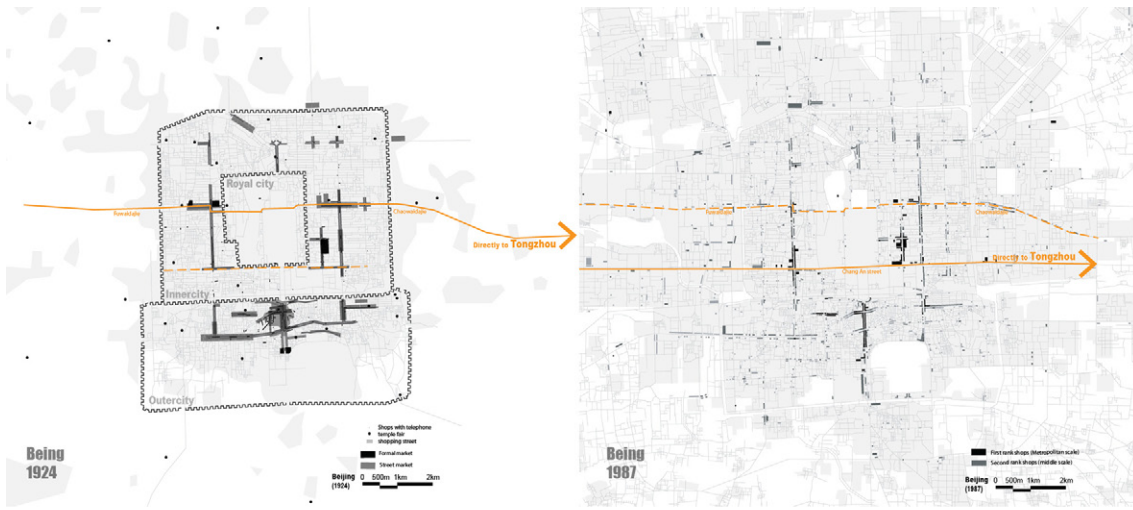 Royal city
Fuwaidajie
Chaowaidajie
Directly to Tongzhou
Innercity
Outercity
Being
1924
Shops with telephone
temple fair
shopping street
Formal market
Street market
Beijing
(1924)
0 500m 1km 2km
Fuwaidajie
Chaowaidajie
Directly to Tongzhou
Chang An street
Being
1987
First rank shops (Metropolitan scale)
Second rank shops (middle scale)
Beijing
(1987)
0 500m 1km 2km